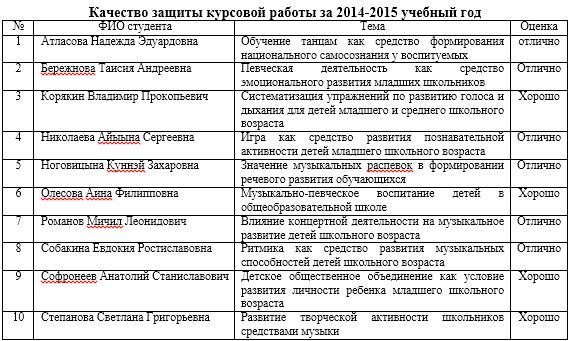 Качество защиты курсовой работы за 2014-2015 учебный год
№ ФИО студента Тема Оценка
1 Атласова Надежда Эдуардовна Обучение танцам как средство формирования отлично
национального самосознания у воспитуемых
2 Бережнова Таисия Андреевна Певческая деятельность как средство Отлично
эмоционального развития младших школьников
3 Корякин Владимир Прокопьевич Систематизация упражнений по развитию голоса и Хорошо
дыхания для детей младшего и среднего школьного
возраста
4 Николаева Айыына Сергеевна Игра как средство развития познавательной Отлично
активности детей младшего школьного возраста
5 Ноговицына Куннэй Захаровна Значение музыкальных распевок в формировании Отлично
речевого развития обучающихся
6 Олесова Аина Филипповна Музыкально-певческое воспитание детей в Хорошо
общеобразовательной школе
7 Романов Мичил Леонидович Влияние концертной деятельности на музыкальное Отлично
развитие детей школьного возраста
8 Собакина Евдокия Ростиславовна Ритмика как средство развития музыкальных Отлично
способностей детей школьного возраста
9 Софронеев Анатолий Станиславович Детское общественное объединение как условие Хорошо
развития личности ребенка младшего школьного
возраста
10 Степанова Светлана Григорьевна Развитие творческой активности школьников Хорошо
средствами музыки